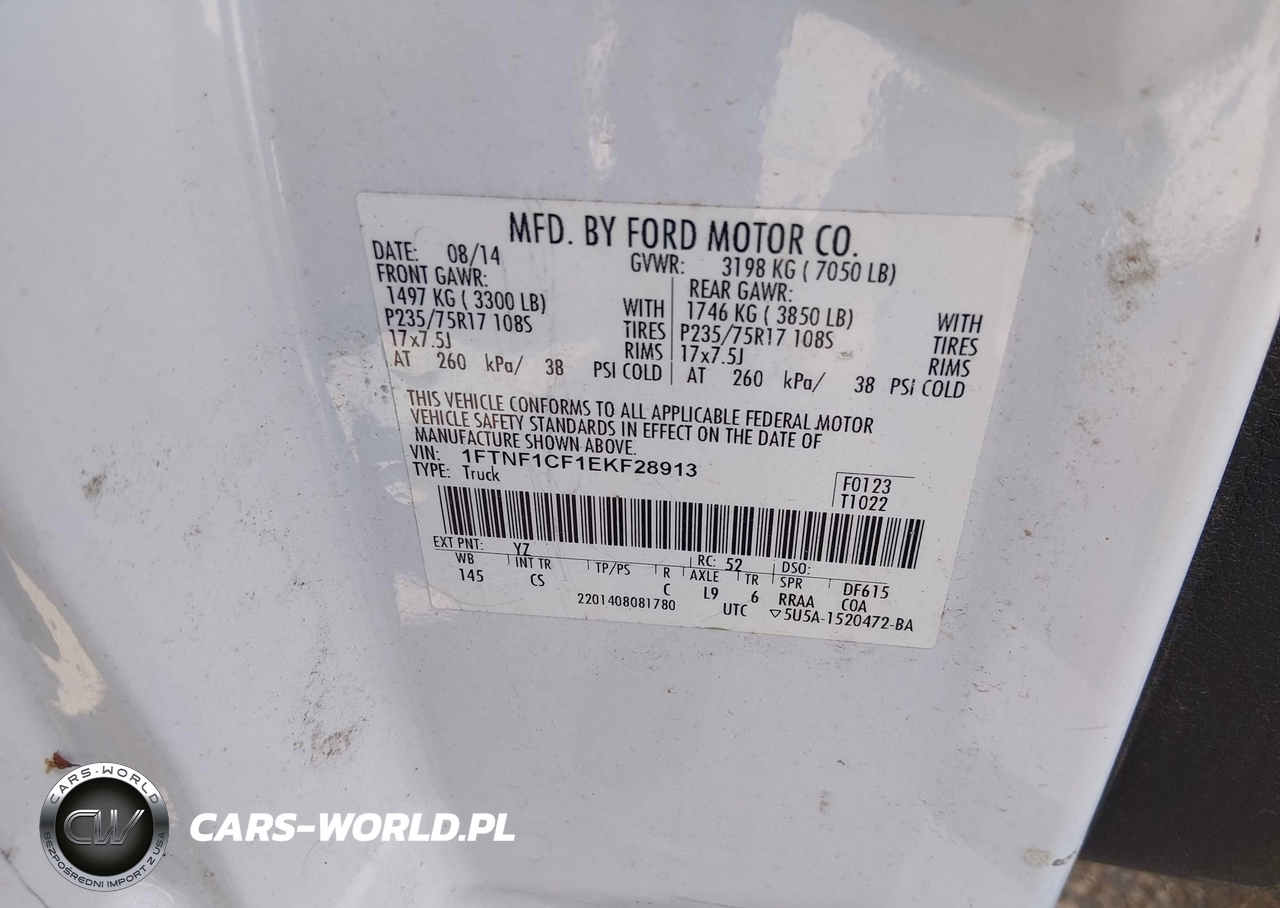 MFD. BY FORD MOTOR CO.
DATE: 08/14 GVWR: 3198 KG ( 7050 LB)
FRONT GAWR: REAR GAWR:
1497 KG ( 3300 LB) WITH 1746 KG ( 3850 LB) WITH
P235/75R17 108S TIRES P235/75R17 108S TIRES
17x7.5J RIMS 17x7.5J RIMS
AT 260 kPa/ 38 PSI COLD AT 260 kPa/ 38 PSI COLD
THIS VEHICLE CONFORMS TO ALL APPLICABLE FEDERAL MOTOR
VEHICLE SAFETY STANDARDS IN EFFECT ON THE DATE OF
MANUFACTURE SHOWN ABOVE.
VIN: 1FTNF1CF1EKF28913
TYPE: Truck
F0123
T1022
EXT PNT: YZ RC: 52 DSO:
WB INT TR TP/PS R AXLE TR SPR DF615
145 CS C L9 6 RRAA COA
2201408081780 UTC ▽5U5A-1520472-BA
CARS-WORLD
CW
BEZPOŚREDNI IMPORT Z USA
CARS-WORLD.PL